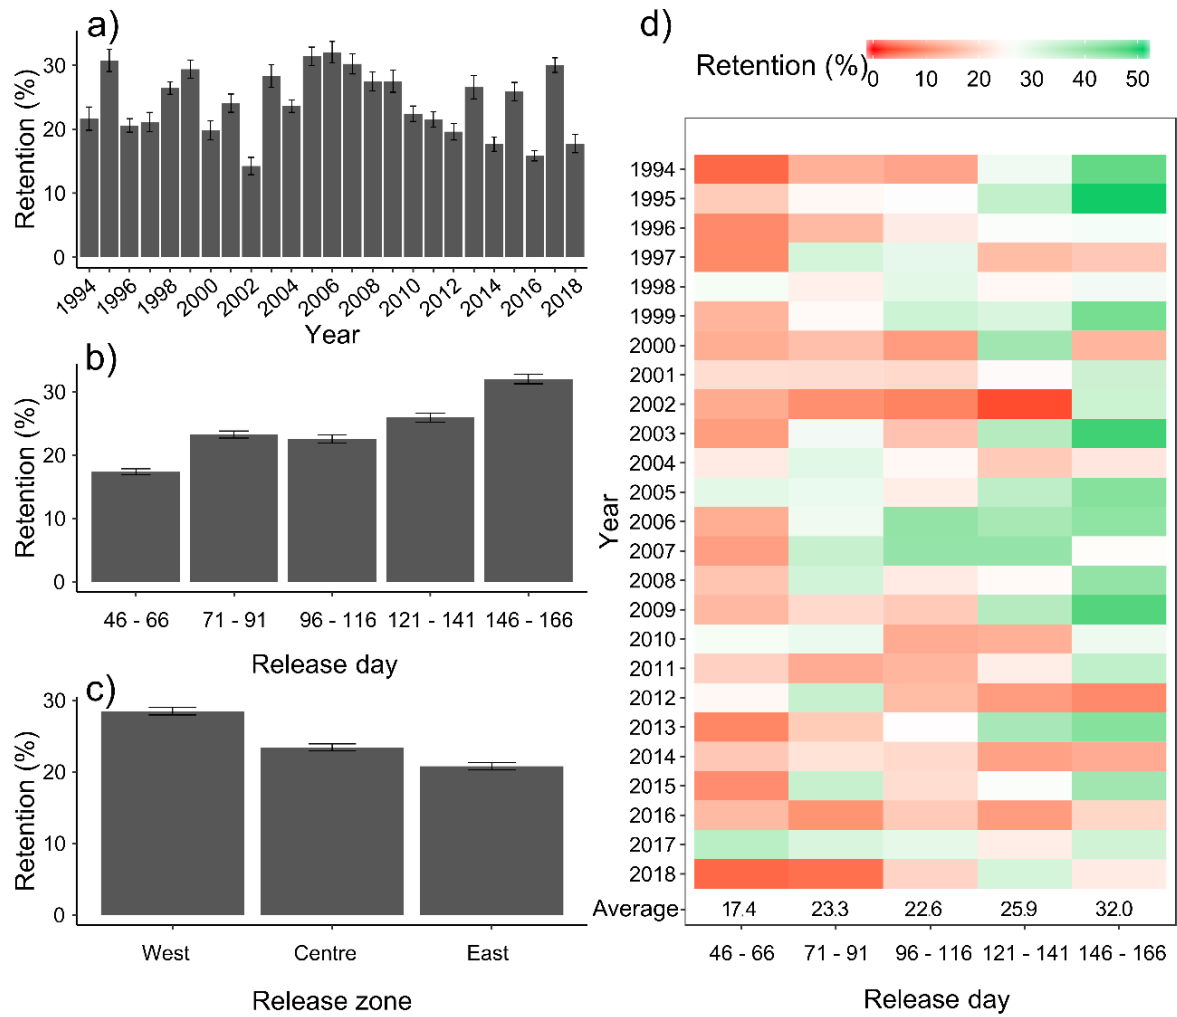 a)
Retention (%)
30
20
10
0
1994 1996 1998 2000 2002 2004 2006 2008 2010 2012 2014 2016 2018
Year
b)
Retention (%)
30
20
10
0
46 - 66 71 - 91 96 - 116 121 - 141 146 - 166
Release day
c)
Retention (%)
30
20
10
0
West Centre East
Release zone
d)
Retention (%)
0 10 20 30 40 50
Year
1994
1995
1996
1997
1998
1999
2000
2001
2002
2003
2004
2005
2006
2007
2008
2009
2010
2011
2012
2013
2014
2015
2016
2017
2018
Average 17.4 23.3 22.6 25.9 32.0
46 - 66 71 - 91 96 - 116 121 - 141 146 - 166
Release day